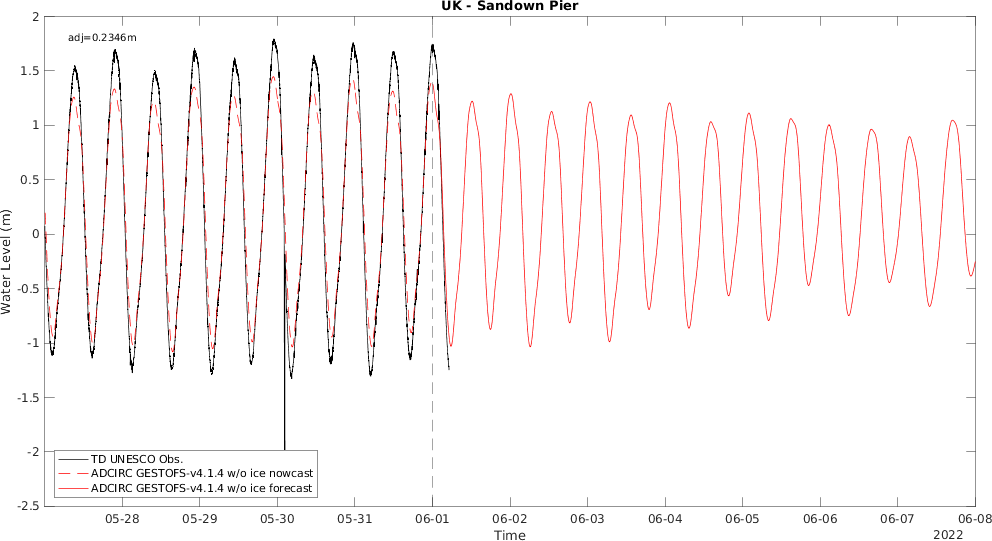 UK - Sandown Pier
adj=0.2346m
2
1.5
1
0.5
0
-0.5
-1
-1.5
-2
-2.5
Water Level (m)
TD UNESCO Obs.
ADCIRC GESTOFS-v4.1.4 w/o ice nowcast
ADCIRC GESTOFS-v4.1.4 w/o ice forecast
05-28 05-29 05-30 05-31 06-01 06-02 06-03 06-04 06-05 06-06 06-07 06-08
Time
2022